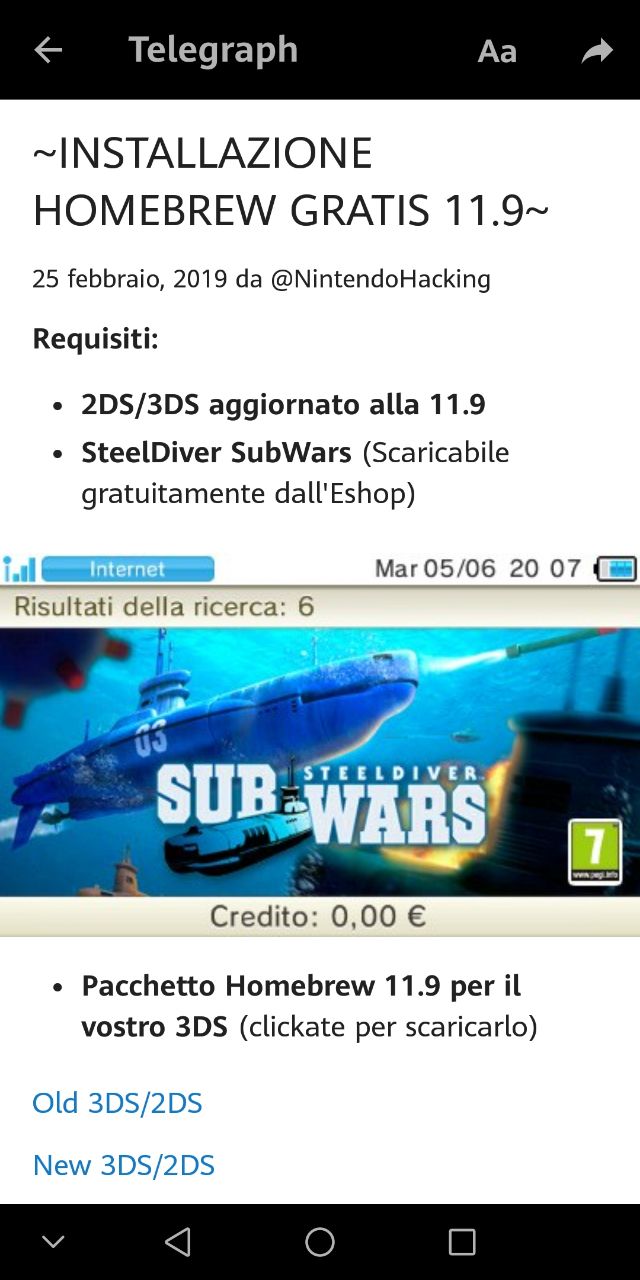 Telegraph
Aa
~INSTALLAZIONE
HOMEBREW GRATIS 11.9~
25 febbraio, 2019 da @NintendoHacking
Requisiti:
• 2DS/3DS aggiornato alla 11.9
• SteelDiver SubWars (Scaricabile
gratuitamente dall'Eshop)
Internet
Mar 05/06 20 07
Risultati della ricerca: 6
03
STEELDIVER™
SUB WARS
7
www.pegi.info
Credito: 0,00 €
• Pacchetto Homebrew 11.9 per il
vostro 3DS (clickate per scaricarlo)
Old 3DS/2DS
New 3DS/2DS